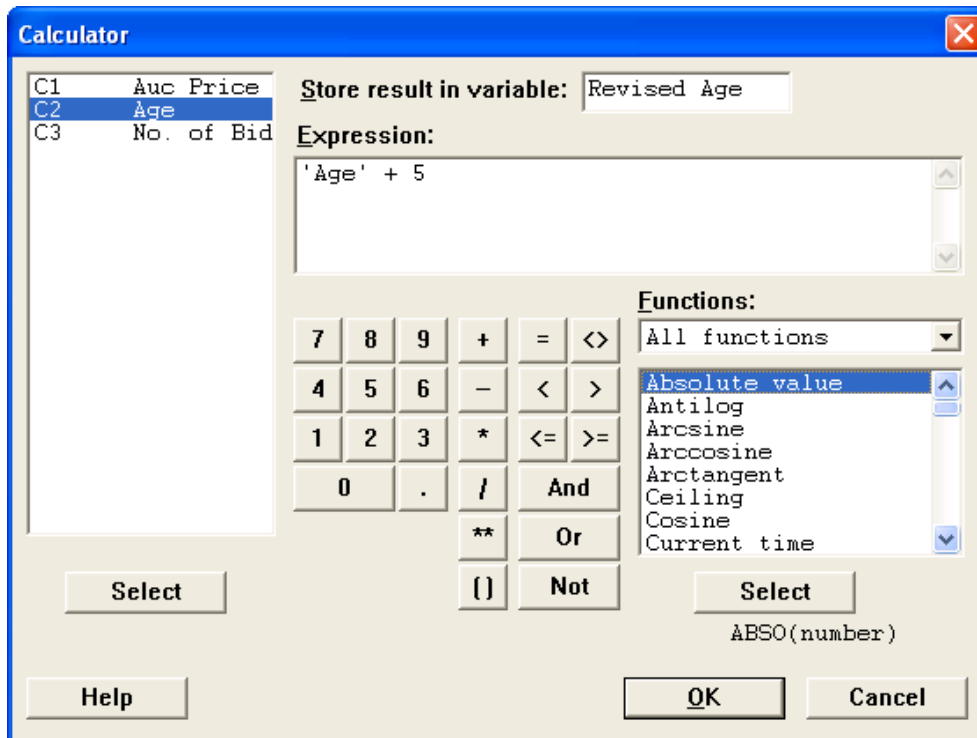 Calculator
C1 Auc Price
C2 Age
C3 No. of Bid
Store result in variable: Revised Age
Expression:
'Age' + 5
Functions:
All functions
7 8 9 + = <>
4 5 6 − < >
1 2 3 * <= >=
0 . / And
** Or
() Not
Absolute value
Antilog
Arcsine
Arccosine
Arctangent
Ceiling
Cosine
Current time
Select
Select
ABSO(number)
Help
OK
Cancel